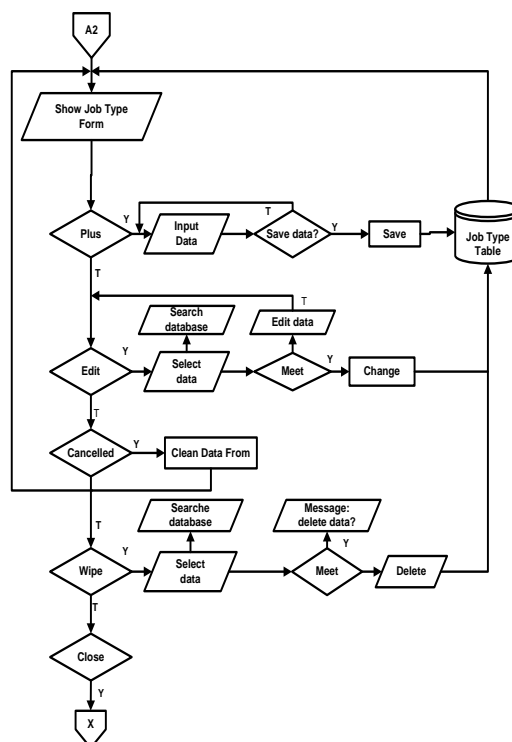 A2
Show Job Type
Form
Plus
Y
Input
Data
T
Save data?
Y
Save
Job Type
Table
T
Search
database
T
Edit data
Edit
Y
Select
data
Meet
Y
Change
T
Cancelled
Y
Clean Data From
T
Searche
database
Message:
delete data?
Wipe
Y
Select
data
Y
Meet
Delete
T
Close
Y
X